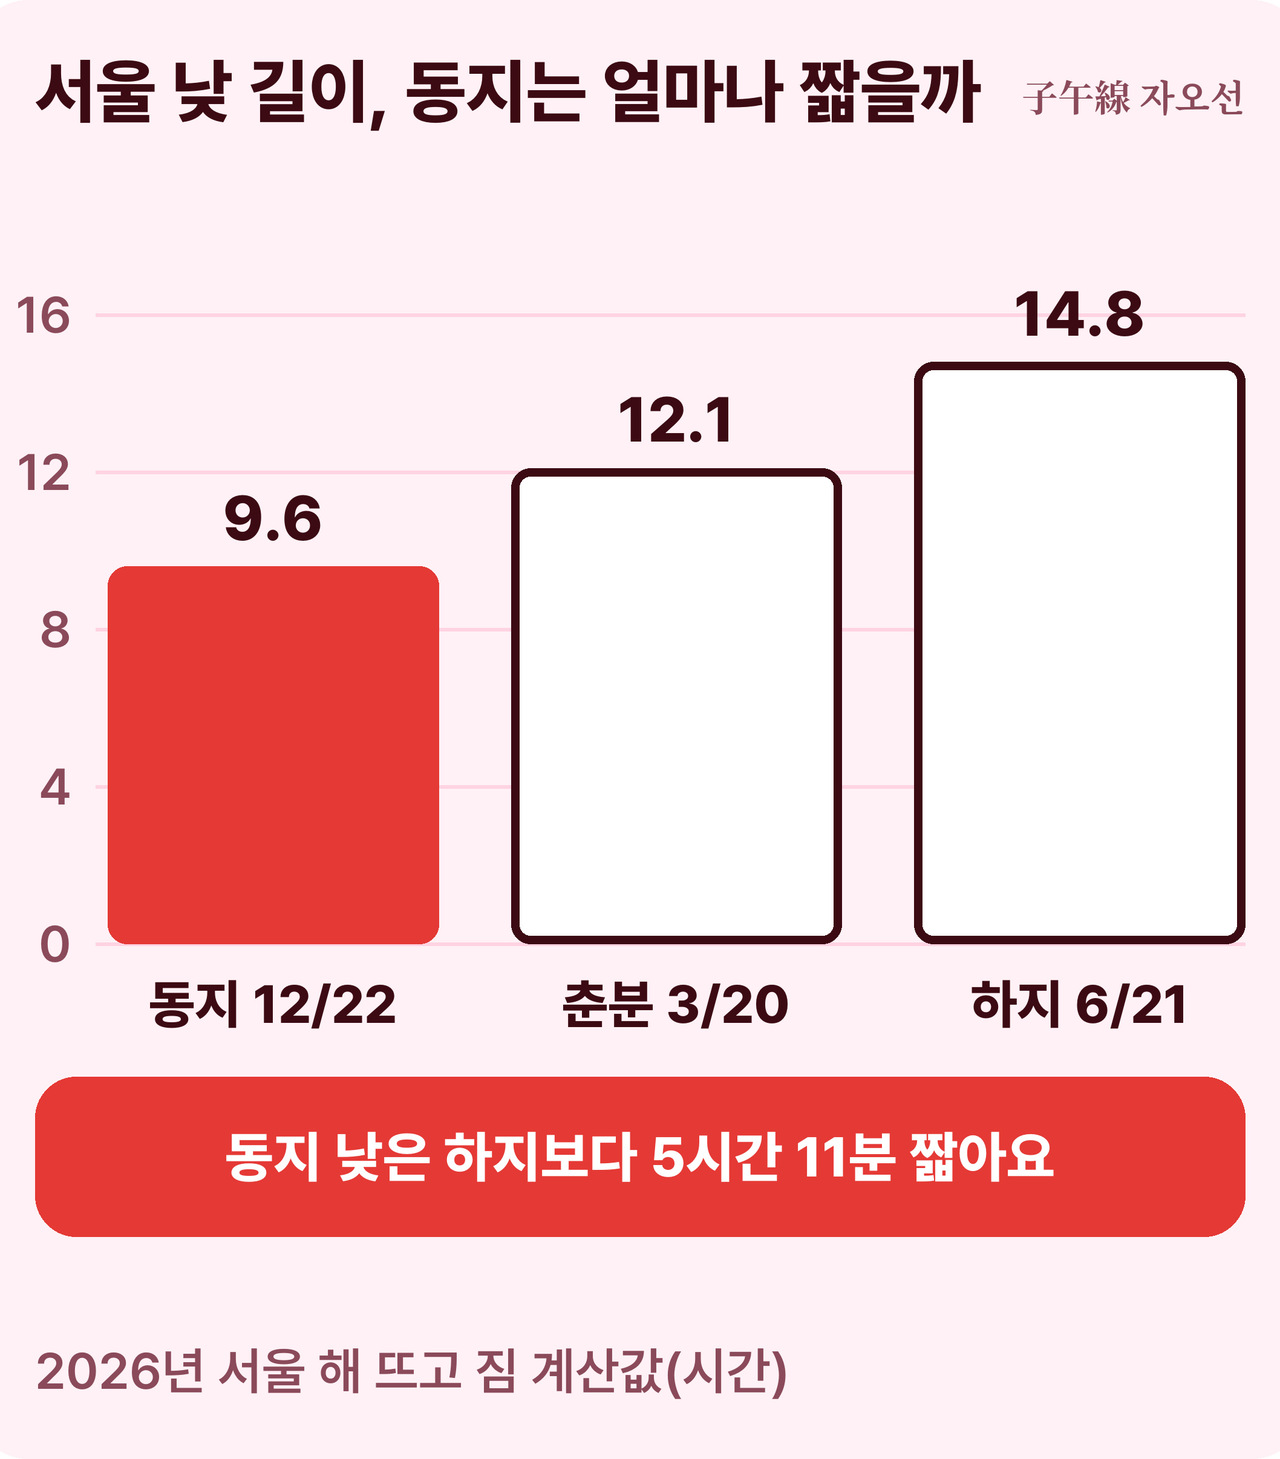 서울 낮 길이, 동지는 얼마나 짧을까
子午線 자오선
16
12
8
4
0
9.6
12.1
14.8
동지 12/22
춘분 3/20
하지 6/21
동지 낮은 하지보다 5시간 11분 짧아요
2026년 서울 해 뜨고 짐 계산값(시간)